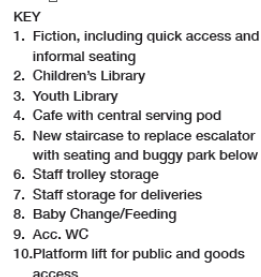 KEY
1. Fiction, including quick access and
informal seating
2. Children's Library
3. Youth Library
4. Cafe with central serving pod
5. New staircase to replace escalator
with seating and buggy park below
6. Staff trolley storage
7. Staff storage for deliveries
8. Baby Change/Feeding
9. Acc. WC
10.Platform lift for public and goods
access